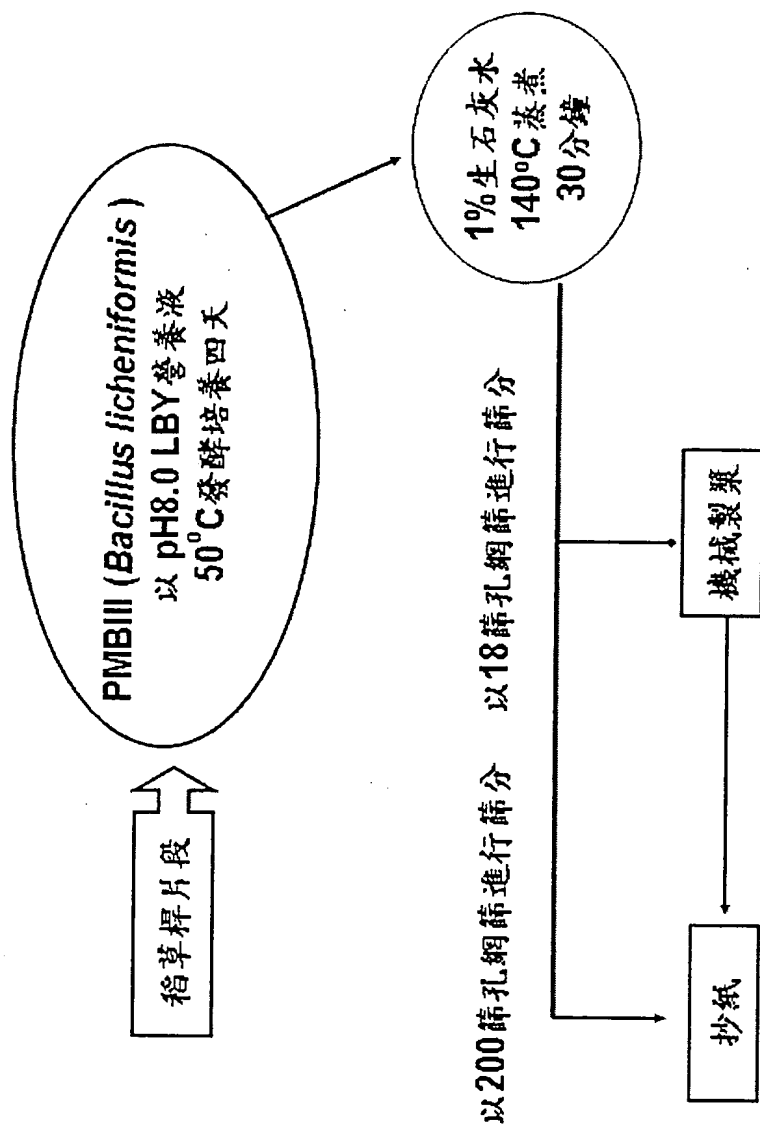 稻草桿片段
PMBIII (Bacillus licheniformis)
以 pH8.0 LBY營養液
50°C發酵培養四天
1%生石灰水
140°C蒸煮
30分鐘
以200篩孔網篩進行篩分
以18篩孔網篩進行篩分
機械製漿
抄紙